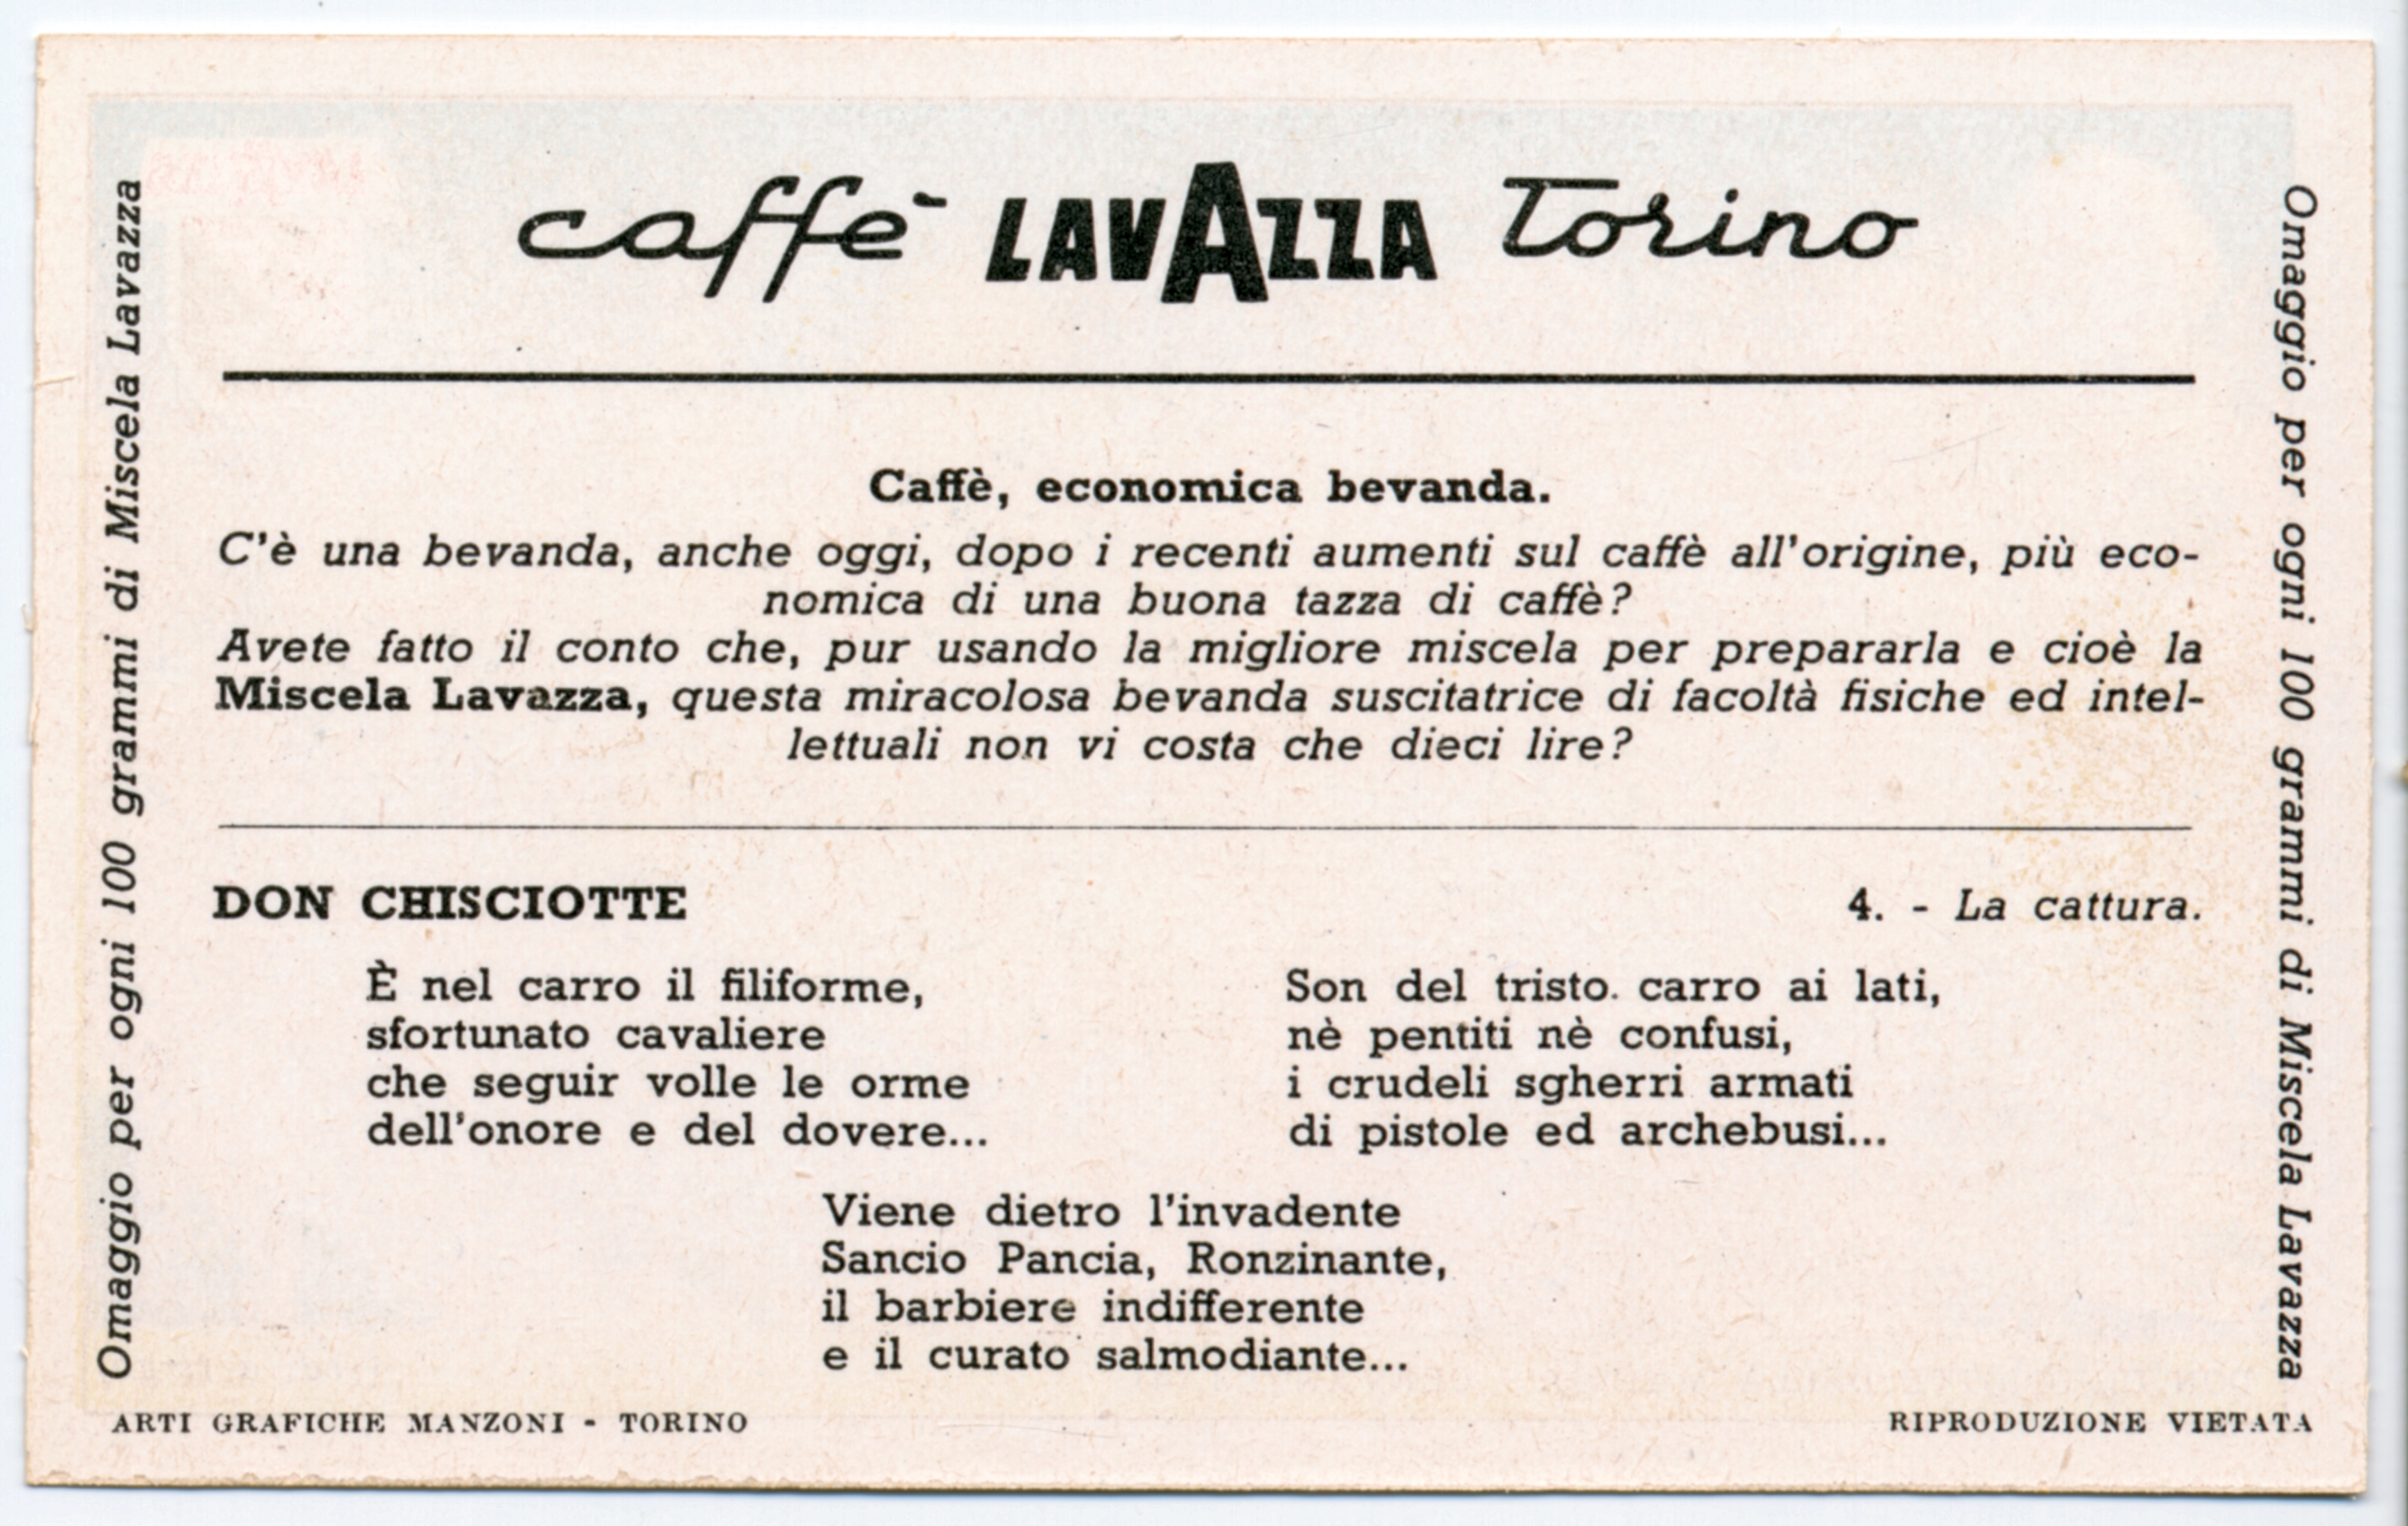 caffè LAVAZZA Torino
Caffè, economica bevanda.
C'è una bevanda, anche oggi, dopo i recenti aumenti sul caffè all'origine, più eco-
nomica di una buona tazza di caffè?
Avete fatto il conto che, pur usando la migliore miscela per prepararla e cioè la
Miscela Lavazza, questa miracolosa bevanda suscitatrice di facoltà fisiche ed intel-
lettuali non vi costa che dieci lire?
DON CHISCIOTTE
4. - La cattura.
È nel carro il filiforme,
sfortunato cavaliere
che seguir volle le orme
dell'onore e del dovere...
Son del tristo. carro ai lati,
nè pentiti nè confusi,
i crudeli sgherri armati
di pistole ed archebusi...
Viene dietro l'invadente
Sancio Pancia, Ronzinante,
il barbiere indifferente
e il curato salmodiante...
Omaggio per ogni 100 grammi di Miscela Lavazza
Omaggio per ogni 100 grammi di Miscela Lavazza
ARTI GRAFICHE MANZONI - TORINO
RIPRODUZIONE VIETATA